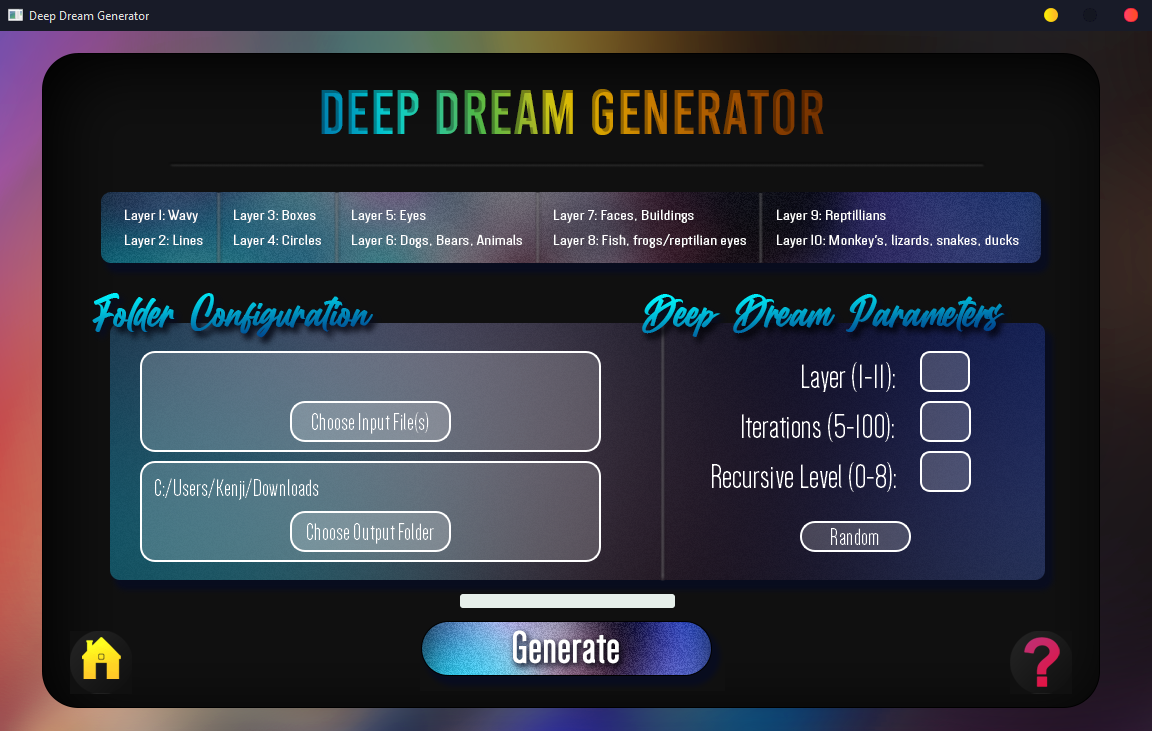 Deep Dream Generator
DEEP DREAM GENERATOR
Layer 1: Wavy
Layer 2: Lines
Layer 3: Boxes
Layer 4: Circles
Layer 5: Eyes
Layer 6: Dogs, Bears, Animals
Layer 7: Faces, Buildings
Layer 8: Fish, frogs/reptilian eyes
Layer 9: Reptillians
Layer 10: Monkey's, lizards, snakes, ducks
Folder Configuration
Choose Input File(s)
C:/Users/Kenji/Downloads
Choose Output Folder
Deep Dream Parameters
Layer (1-11):
Iterations (5-100):
Recursive Level (0-8):
Random
Generate
?